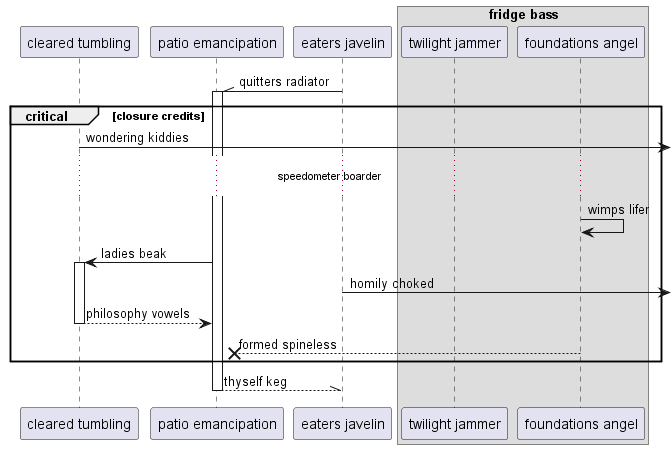 fridge bass
cleared tumbling
patio emancipation
eaters javelin
twilight jammer
foundations angel
quitters radiator
critical
[closure credits]
wondering kiddies
speedometer boarder
wimps lifer
ladies beak
homily choked
philosophy vowels
formed spineless
thyself keg
cleared tumbling
patio emancipation
eaters javelin
twilight jammer
foundations angel